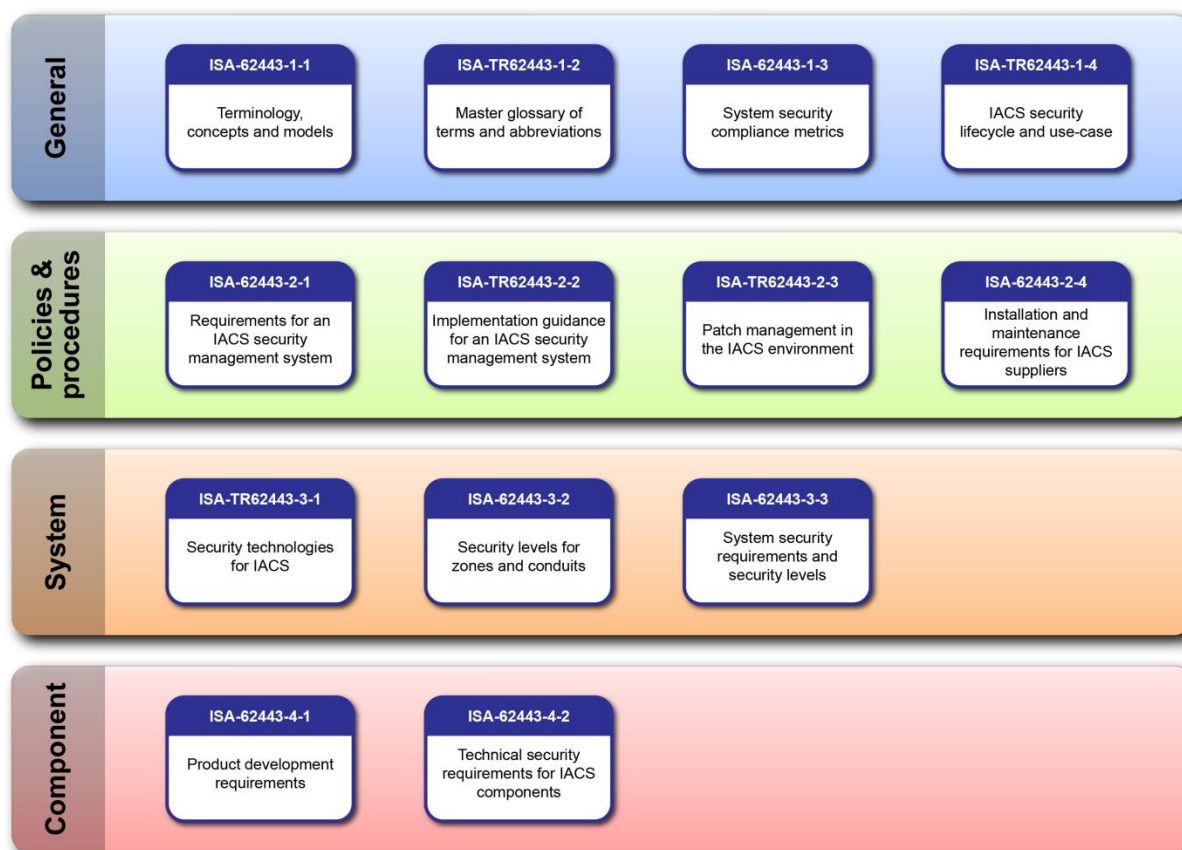 General
ISA-62443-1-1
Terminology,
concepts and models
ISA-TR62443-1-2
Master glossary of
terms and abbreviations
ISA-62443-1-3
System security
compliance metrics
ISA-TR62443-1-4
IACS security
lifecycle and use-case
Policies &
procedures
ISA-62443-2-1
Requirements for an
IACS security
management system
ISA-TR62443-2-2
Implementation guidance
for an IACS security
management system
ISA-TR62443-2-3
Patch management in
the IACS environment
ISA-62443-2-4
Installation and
maintenance
requirements for IACS
suppliers
System
ISA-TR62443-3-1
Security technologies
for IACS
ISA-62443-3-2
Security levels for
zones and conduits
ISA-62443-3-3
System security
requirements and
security levels
Component
ISA-62443-4-1
Product development
requirements
ISA-62443-4-2
Technical security
requirements for IACS
components